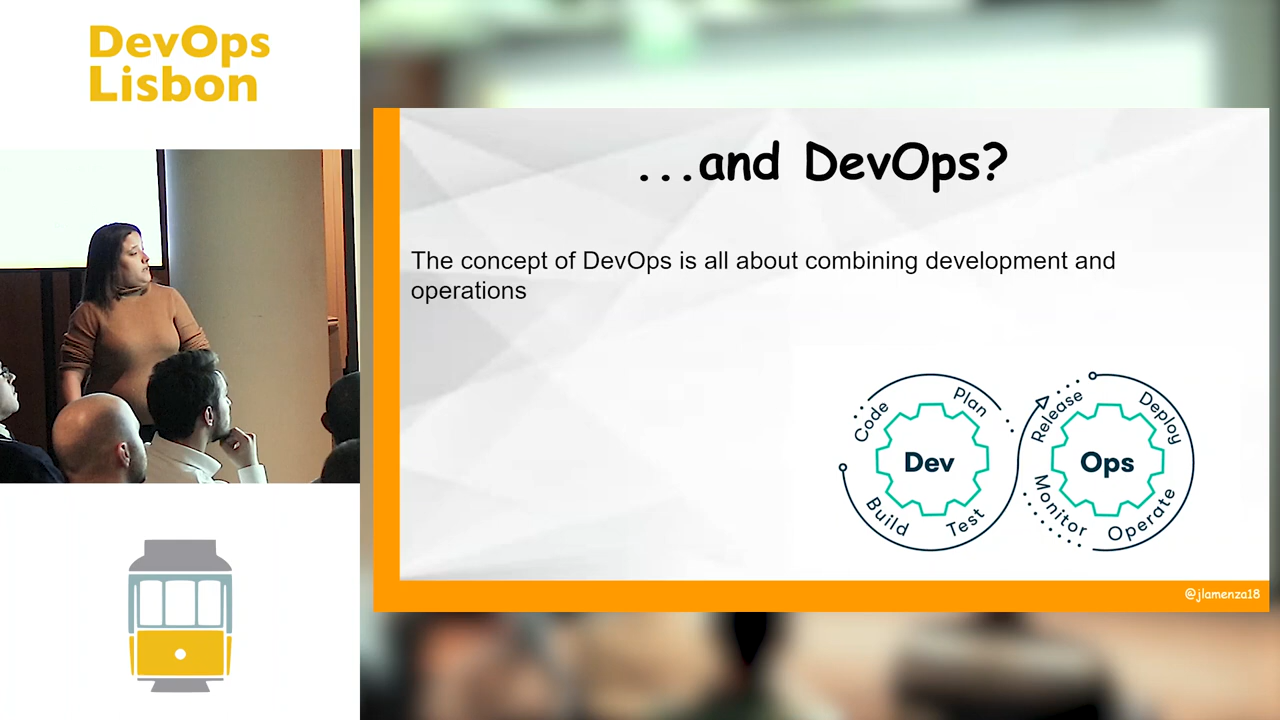 DevOps
Lisbon
...and DevOps?
The concept of DevOps is all about combining development and
operations
Code
Plan
Dev
Build
Test
Release
Deploy
Ops
Monitor
Operate
@jlamenza18